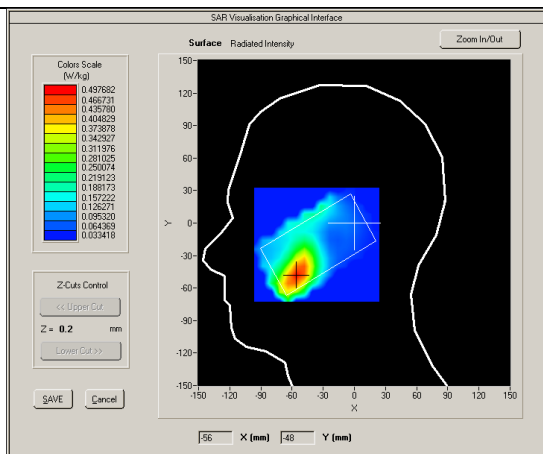 SAR Visualisation Graphical Interface
Surface Radiated Intensity
Zoom In/Out
Colors Scale
(W/kg)
0.497682
0.466731
0.435780
0.404829
0.373878
0.342927
0.311976
0.281025
0.250074
0.219123
0.188173
0.157222
0.126271
0.095320
0.064369
0.033418
Z-Cuts Control
<< Upper Cut
Z = 0.2 mm
Lower Cut >>
SAVE
Cancel
150
120
90
60
30
0
-30
-60
-90
-120
-150
Y
-150 -120 -90 -60 -30 0 30 60 90 120 150
X
-56 X (mm) -48 Y (mm)